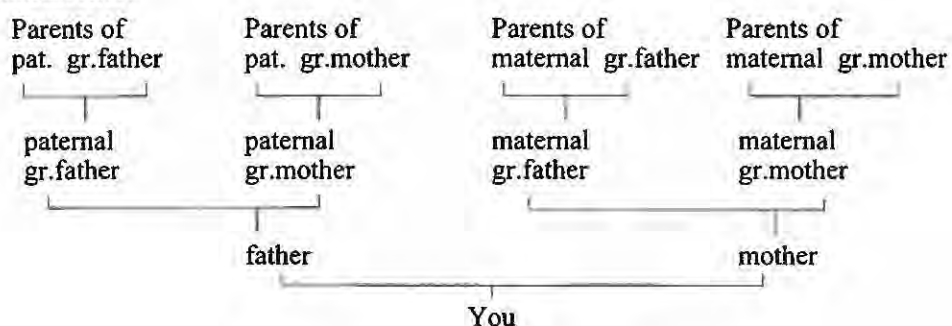 Parents of
pat. gr.father
Parents of
pat. gr.mother
Parents of
maternal gr.father
Parents of
maternal gr.mother
paternal
gr.father
paternal
gr.mother
maternal
gr.father
maternal
gr.mother
father
mother
You